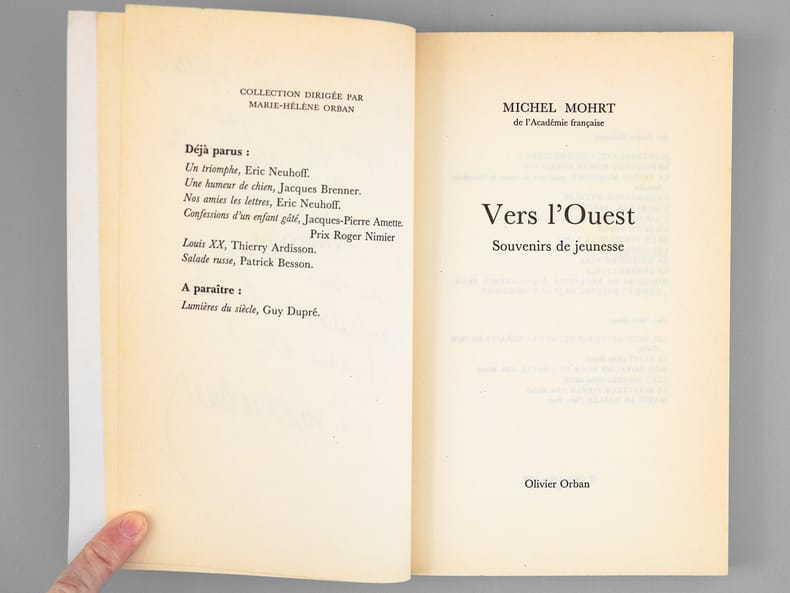 COLLECTION DIRIGÉE PAR
MARIE-HÉLÈNE ORBAN
Déjà parus :
Un triomphe, Eric Neuhoff.
Une humeur de chien, Jacques Brenner.
Nos amies les lettres, Eric Neuhoff.
Confessions d'un enfant gâté, Jacques-Pierre Amette.
Prix Roger Nimier
Louis XX, Thierry Ardisson.
Salade russe, Patrick Besson.
A paraître :
Lumières du siècle, Guy Dupré.
MICHEL MOHRT
de l'Académie française
Vers l'Ouest
Souvenirs de jeunesse
Olivier Orban